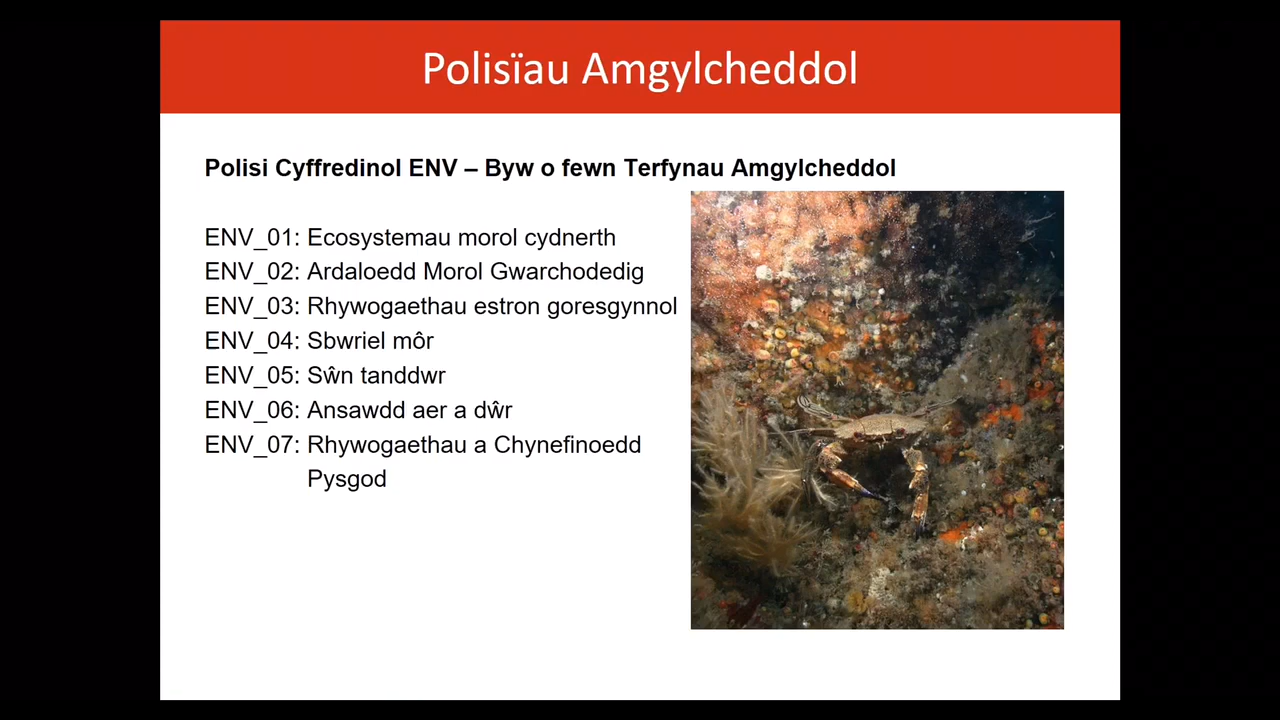 Polisïau Amgylcheddol
Polisi Cyffredinol ENV – Byw o fewn Terfynau Amgylcheddol
ENV_01: Ecosystemau morol cydnerth
ENV_02: Ardaloedd Morol Gwarchodedig
ENV_03: Rhywogaethau estron goresgynnol
ENV_04: Sbwriel môr
ENV_05: Sŵn tanddwr
ENV_06: Ansawdd aer a dŵr
ENV_07: Rhywogaethau a Chynefinoedd
Pysgod